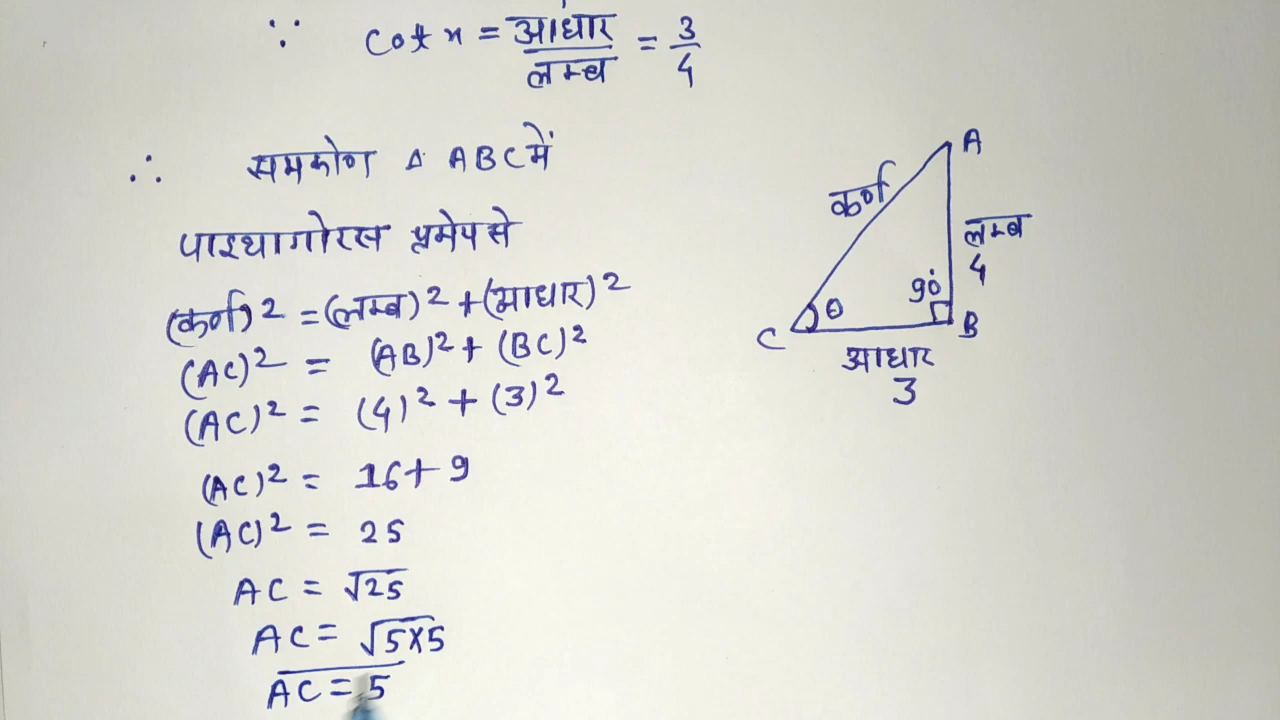 ∵ Cot x = आधार / लम्ब = 3/4
∴ समकोण Δ ABC में
पाइथागोरस प्रमेय से
(कर्ण)² = (लम्ब)² + (आधार)²
(AC)² = (AB)² + (BC)²
(AC)² = (4)² + (3)²
(AC)² = 16 + 9
(AC)² = 25
AC = √25
AC = √5×5
AC = 5
A
कर्ण
लम्ब
4
90°
θ
C
B
आधार
3